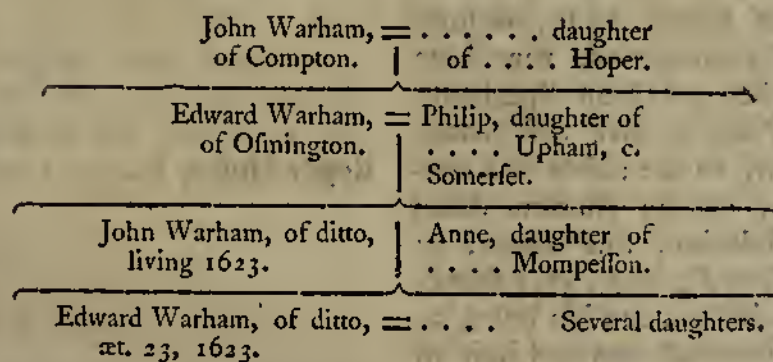 John Warham, = . . . . . . daughter
of Compton. of . . . . Hoper.
Edward Warham, = Philip, daughter of
of Oſmington. . . . . Upham, c.
Somerſet.
John Warham, of ditto, Anne, daughter of
living 1623. . . . . Mompeſſon.
Edward Warham, of ditto, = . . . . Several daughters.
æt. 23, 1623.